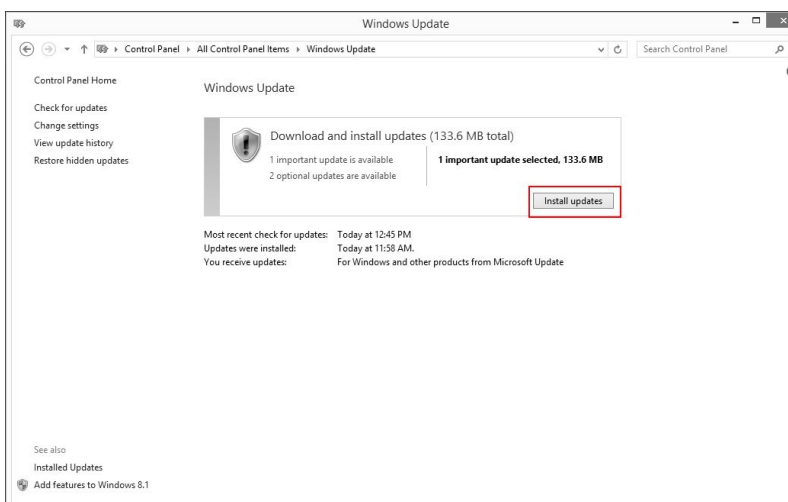 Windows Update
Control Panel
All Control Panel Items
Windows Update
Search Control Panel
Control Panel Home
Check for updates
Change settings
View update history
Restore hidden updates
Windows Update
Download and install updates (133.6 MB total)
1 important update is available
2 optional updates are available
1 important update selected, 133.6 MB
Install updates
Most recent check for updates: Today at 12:45 PM
Updates were installed: Today at 11:58 AM.
You receive updates: For Windows and other products from Microsoft Update
See also
Installed Updates
Add features to Windows 8.1